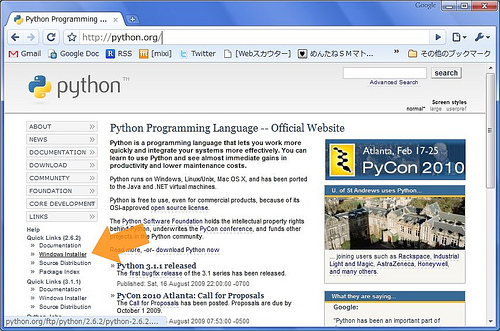 Google
Python Programming ...
http://python.org/
Gmail Google Doc RSS [mixi] Twitter [Webスカウター] めんたねSMマト... » その他のブックマーク
python™
search
Advanced Search
Screen styles
normal* large userpref
ABOUT »
NEWS »
DOCUMENTATION »
DOWNLOAD »
COMMUNITY »
FOUNDATION »
CORE DEVELOPMENT
LINKS »
Help
Quick Links (2.6.2)
» Documentation
» Windows Installer
» Source Distribution
» Package Index
Quick Links (3.1.1)
» Documentation
» Windows Installer
» Source Distribution
python.org/ftp/python/2.6.2/python-2.6.2....
Python Programming Language -- Official Website
Python is a programming language that lets you work more
quickly and integrate your systems more effectively. You can
learn to use Python and see almost immediate gains in
productivity and lower maintenance costs.
Python runs on Windows, Linux/Unix, Mac OS X, and has been ported
to the Java and .NET virtual machines.
Python is free to use, even for commercial products, because of its
OSI-approved open source license.
The Python Software Foundation holds the intellectual property rights
behind Python, underwrites the PyCon conference, and funds other
projects in the Python community.
Read more, -or- download Python now
» Python 3.1.1 released
The first bugfix release of the 3.1 series has been released.
Published: Sat, 16 August 2009 22:00:00 -0700
» PyCon 2010 Atlanta: Call for Proposals
The Call for Proposals has been posted. Proposals are due by
October 1 2009.
August 2009 07:53:00 -0500
Atlanta, Feb 17-25
PyCon 2010
U. of St Andrews uses Python...
... joining users such as Rackspace, Industrial
Light and Magic, AstraZeneca, Honeywell,
and many others.
What they are saying...
Google:
"Python has been an important part of